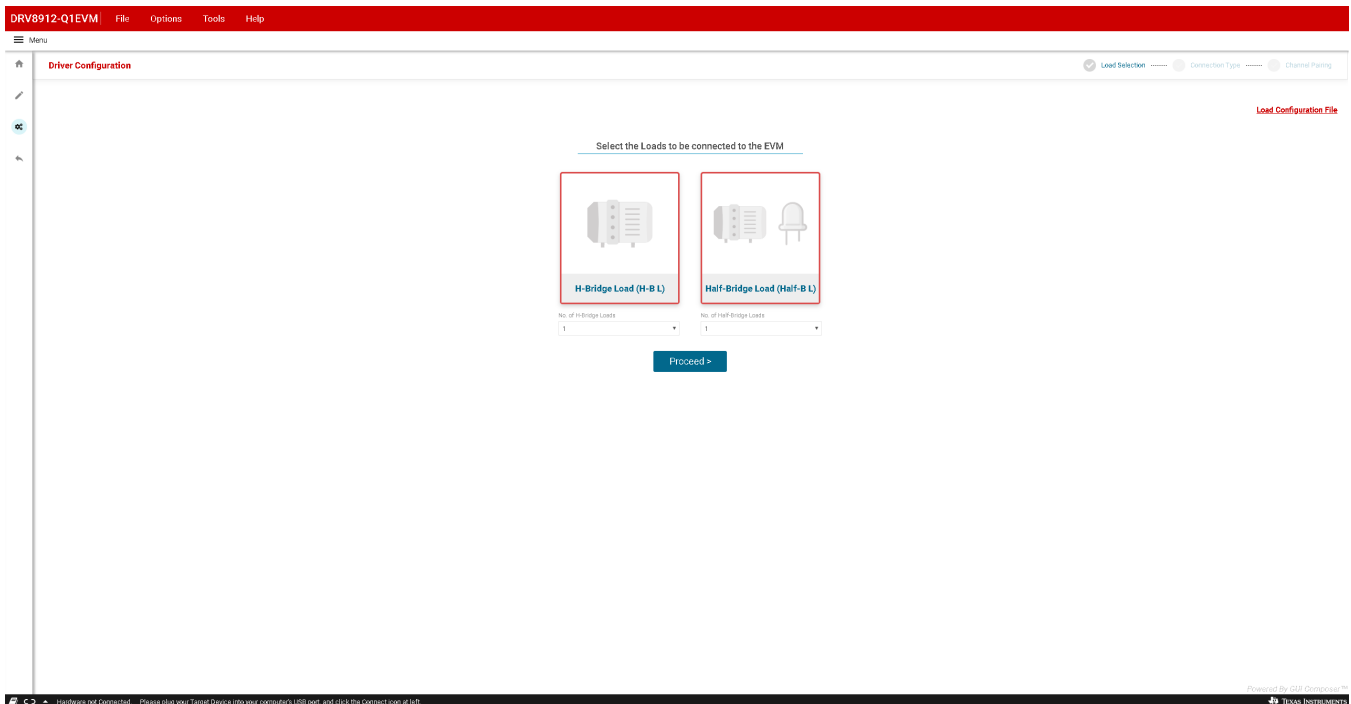 DRV8912-Q1EVM File Options Tools Help
Menu
Driver Configuration
Load Selection Connection Type Channel Pairing
Load Configuration File
Select the Loads to be connected to the EVM
H-Bridge Load (H-B L) Half-Bridge Load (Half-B L)
No. of H-Bridge Loads No. of Half-Bridge Loads
1 1
Proceed >
Powered By GUI Composer™
Hardware not Connected. Please plug your Target Device into your computer's USB port, and click the Connect icon at left. TEXAS INSTRUMENTS